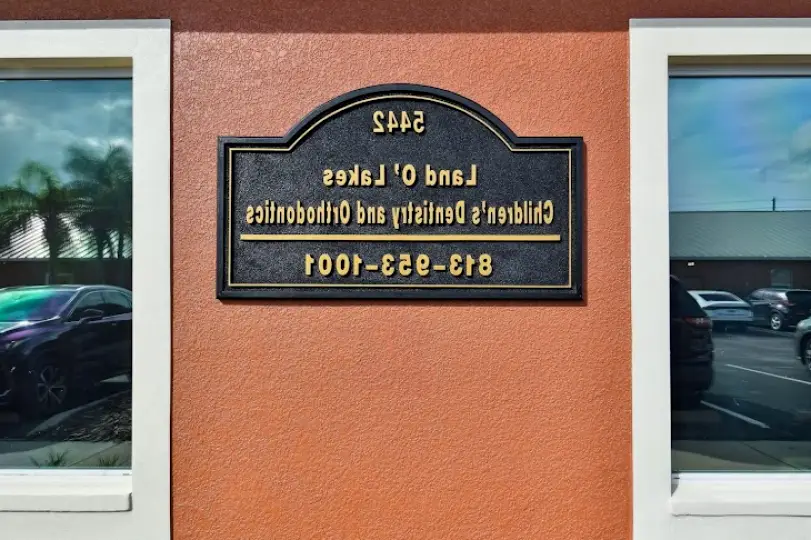 5442
Land O' Lakes
Children's Dentistry and Orthodontics
813-953-1001